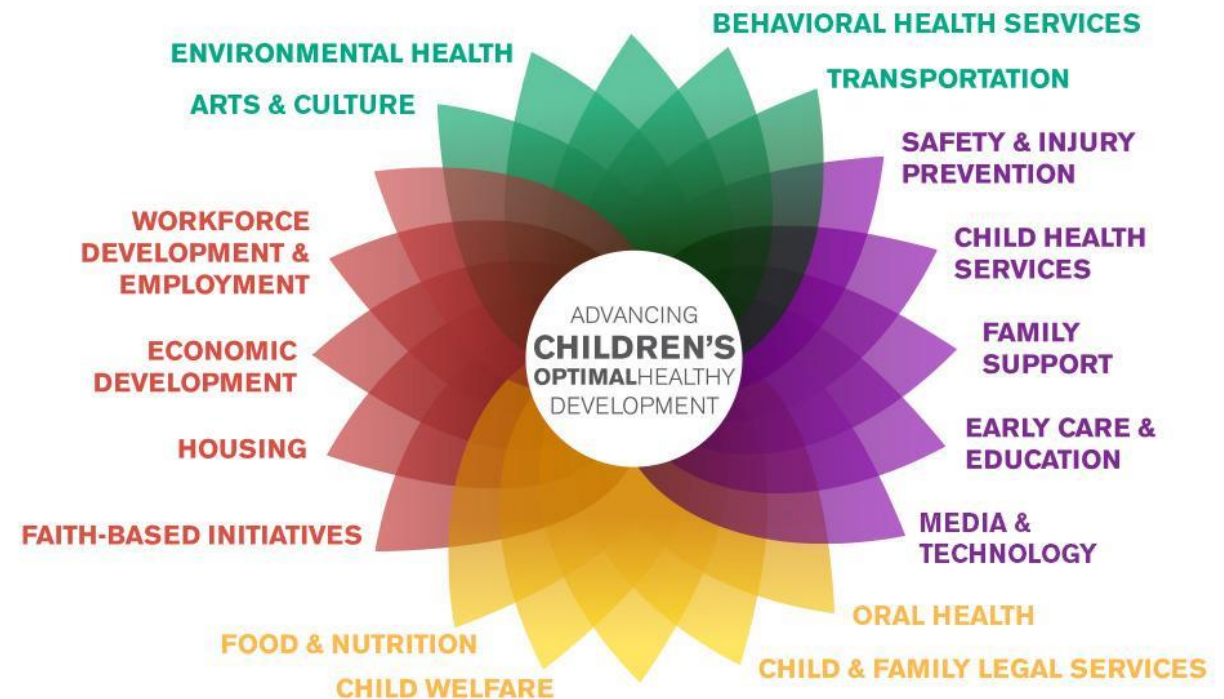 BEHAVIORAL HEALTH SERVICES
ENVIRONMENTAL HEALTH
TRANSPORTATION
ARTS & CULTURE
SAFETY & INJURY
PREVENTION
WORKFORCE
DEVELOPMENT &
EMPLOYMENT
CHILD HEALTH
SERVICES
ADVANCING
CHILDREN'S
OPTIMALHEALTHY
DEVELOPMENT
FAMILY
SUPPORT
ECONOMIC
DEVELOPMENT
EARLY CARE &
EDUCATION
HOUSING
MEDIA &
TECHNOLOGY
FAITH-BASED INITIATIVES
ORAL HEALTH
FOOD & NUTRITION
CHILD & FAMILY LEGAL SERVICES
CHILD WELFARE